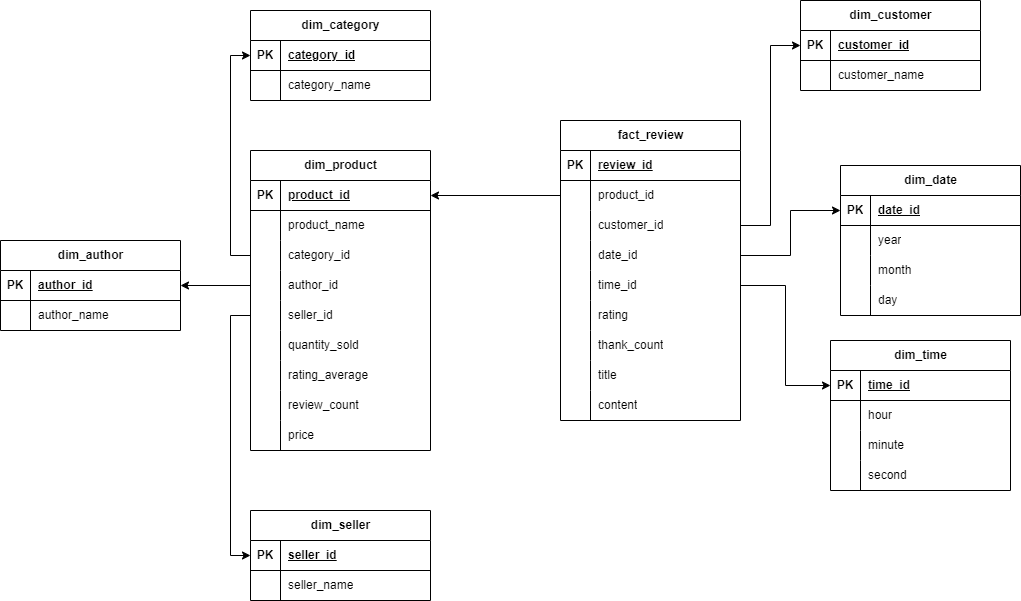 dim_category
PK category_id
category_name
dim_customer
PK customer_id
customer_name
dim_product
PK product_id
product_name
category_id
author_id
seller_id
quantity_sold
rating_average
review_count
price
fact_review
PK review_id
product_id
customer_id
date_id
time_id
rating
thank_count
title
content
dim_date
PK date_id
year
month
day
dim_author
PK author_id
author_name
dim_time
PK time_id
hour
minute
second
dim_seller
PK seller_id
seller_name